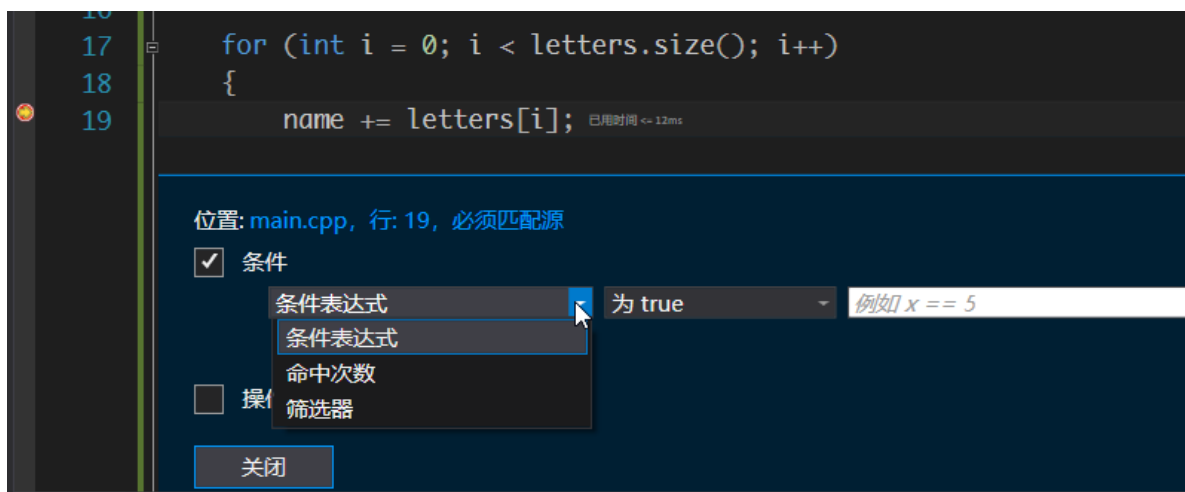 17 for (int i = 0; i < letters.size(); i++)
18 {
19 name += letters[i]; 已用时间 <= 12ms
位置: main.cpp, 行: 19, 必须匹配源
条件
条件表达式 为 true 例如 x == 5
条件表达式
命中次数
筛选器
关闭